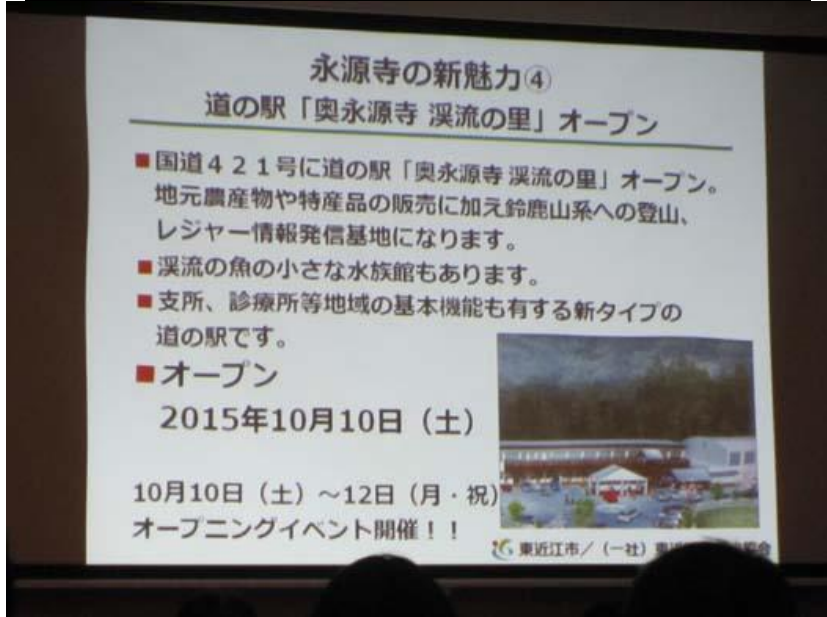 永源寺の新魅力④
道の駅「奥永源寺 渓流の里」オープン
■国道４２１号に道の駅「奥永源寺 渓流の里」オープン。
地元農産物や特産品の販売に加え鈴鹿山系への登山、
レジャー情報発信基地になります。
■渓流の魚の小さな水族館もあります。
■支所、診療所等地域の基本機能も有する新タイプの
道の駅です。
■オープン
2015年10月10日（土）
10月10日（土）～12日（月・祝）
オープニングイベント開催！！
東近江市／（一社）東近江